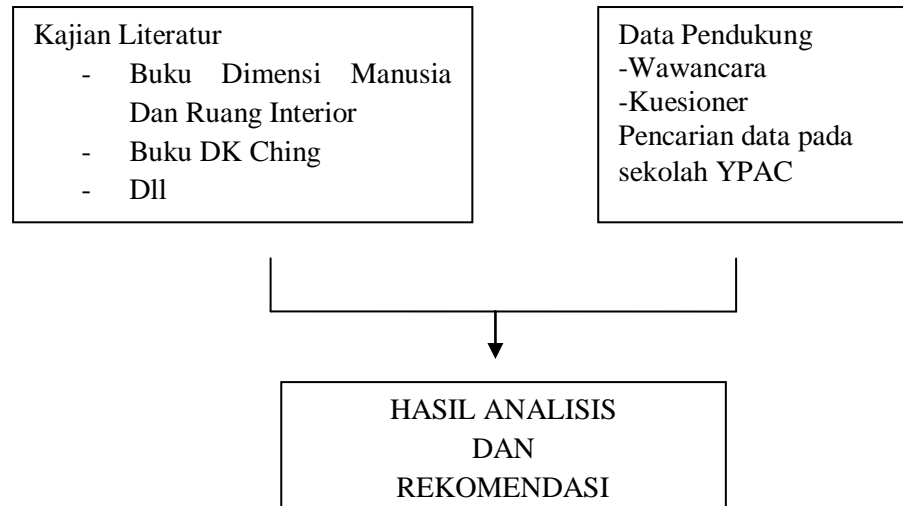 Kajian Literatur
- Buku Dimensi Manusia
Dan Ruang Interior
- Buku DK Ching
- Dll
Data Pendukung
-Wawancara
-Kuesioner
Pencarian data pada
sekolah YPAC
HASIL ANALISIS
DAN
REKOMENDASI